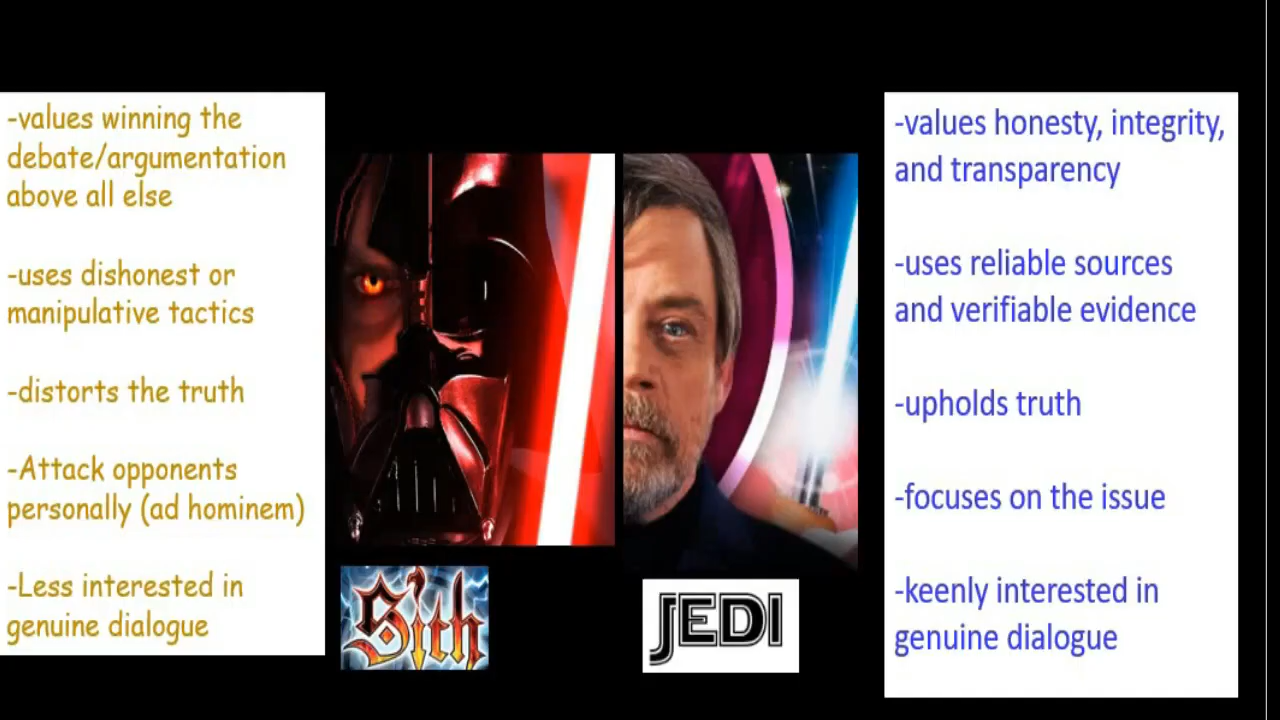 -values winning the
debate/argumentation
above all else
-uses dishonest or
manipulative tactics
-distorts the truth
-Attack opponents
personally (ad hominem)
-Less interested in
genuine dialogue
Sith
JEDI
-values honesty, integrity,
and transparency
-uses reliable sources
and verifiable evidence
-upholds truth
-focuses on the issue
-keenly interested in
genuine dialogue